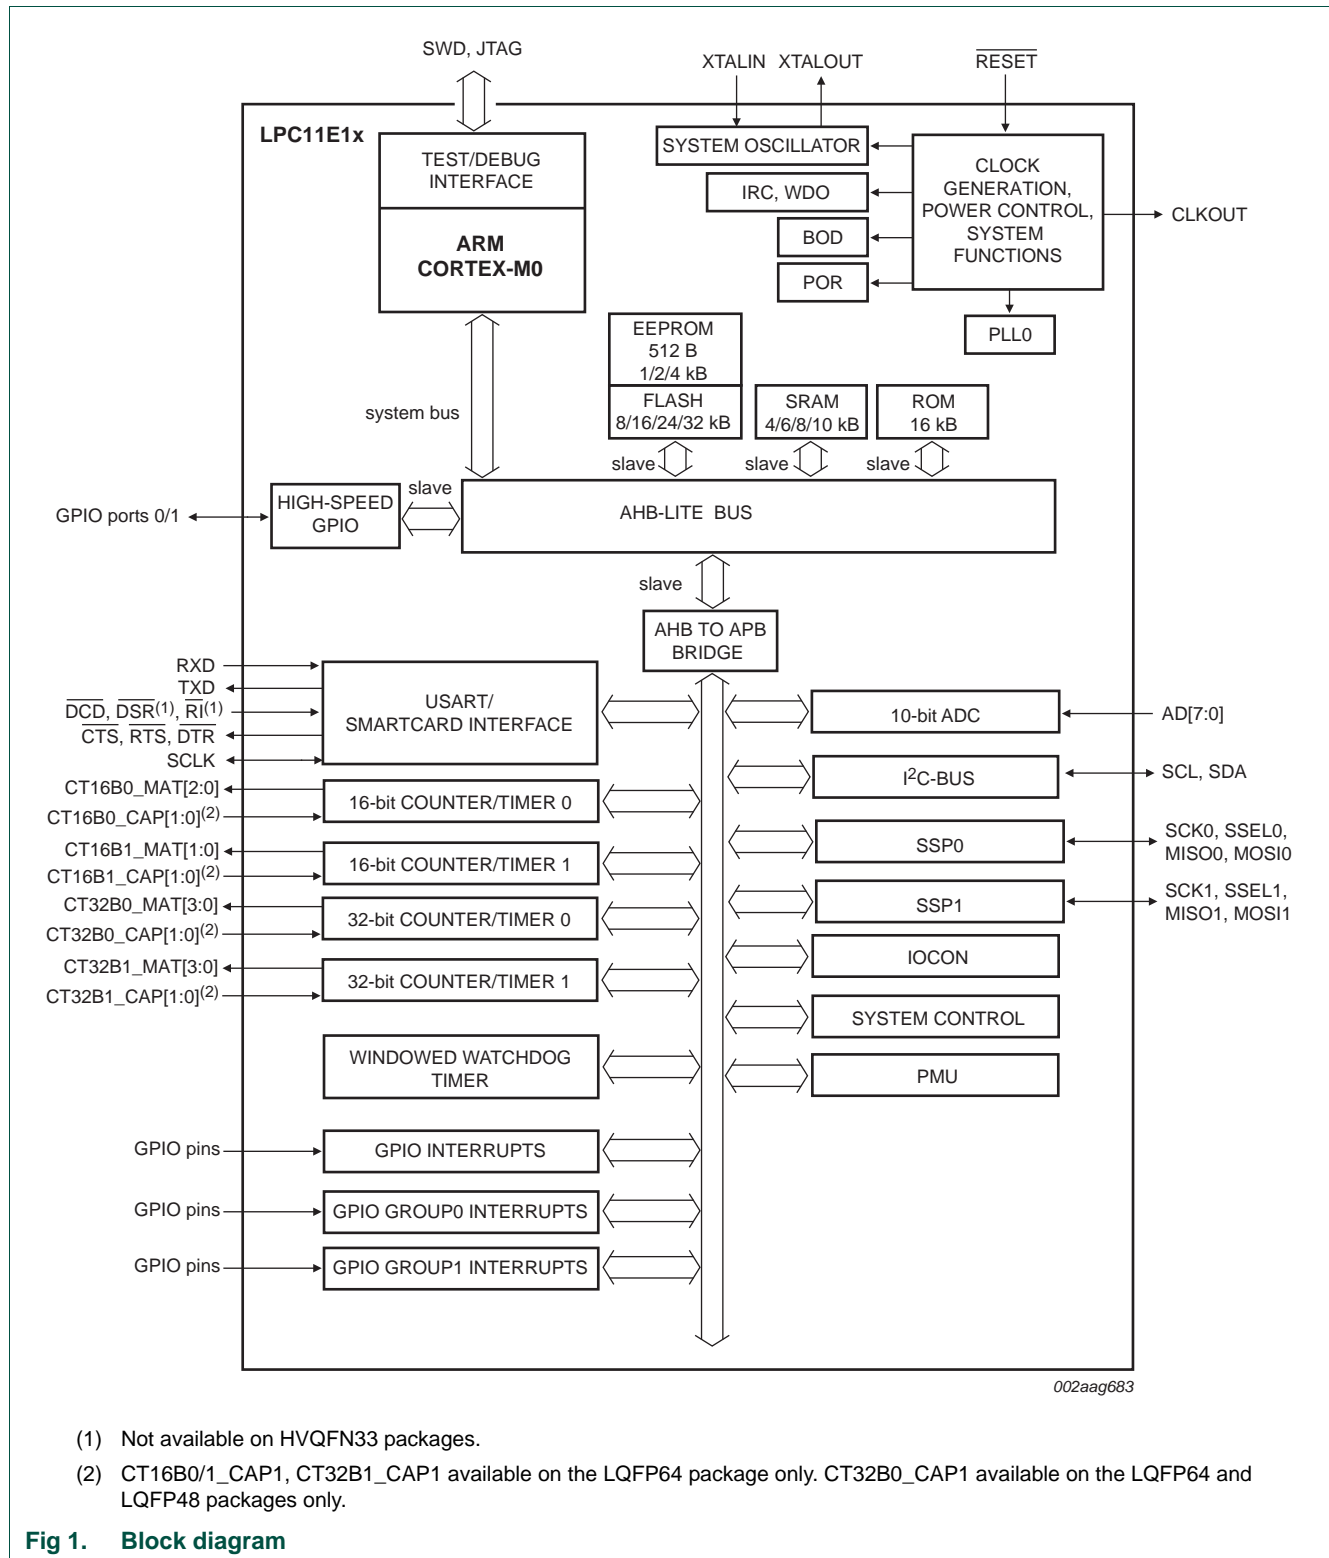 SWD, JTAG
XTALIN XTALOUT
RESET
LPC11E1x
TEST/DEBUG
INTERFACE
ARM
CORTEX-M0
SYSTEM OSCILLATOR
IRC, WDO
BOD
POR
CLOCK
GENERATION,
POWER CONTROL,
SYSTEM
FUNCTIONS
CLKOUT
PLL0
EEPROM
512 B
1/2/4 kB
FLASH
8/16/24/32 kB
SRAM
4/6/8/10 kB
ROM
16 kB
system bus
slave
slave
slave
slave
GPIO ports 0/1
HIGH-SPEED
GPIO
AHB-LITE BUS
slave
AHB TO APB
BRIDGE
RXD
TXD
DCD, DSR(1), RI(1)
CTS, RTS, DTR
SCLK
USART/
SMARTCARD INTERFACE
CT16B0_MAT[2:0]
CT16B0_CAP[1:0](2)
16-bit COUNTER/TIMER 0
CT16B1_MAT[1:0]
CT16B1_CAP[1:0](2)
16-bit COUNTER/TIMER 1
CT32B0_MAT[3:0]
CT32B0_CAP[1:0](2)
32-bit COUNTER/TIMER 0
CT32B1_MAT[3:0]
CT32B1_CAP[1:0](2)
32-bit COUNTER/TIMER 1
WINDOWED WATCHDOG
TIMER
GPIO pins
GPIO INTERRUPTS
GPIO pins
GPIO GROUP0 INTERRUPTS
GPIO pins
GPIO GROUP1 INTERRUPTS
10-bit ADC
AD[7:0]
I2C-BUS
SCL, SDA
SSP0
SCK0, SSEL0,
MISO0, MOSI0
SSP1
SCK1, SSEL1,
MISO1, MOSI1
IOCON
SYSTEM CONTROL
PMU
002aag683
(1) Not available on HVQFN33 packages.
(2) CT16B0/1_CAP1, CT32B1_CAP1 available on the LQFP64 package only. CT32B0_CAP1 available on the LQFP64 and
LQFP48 packages only.
Fig 1. Block diagram